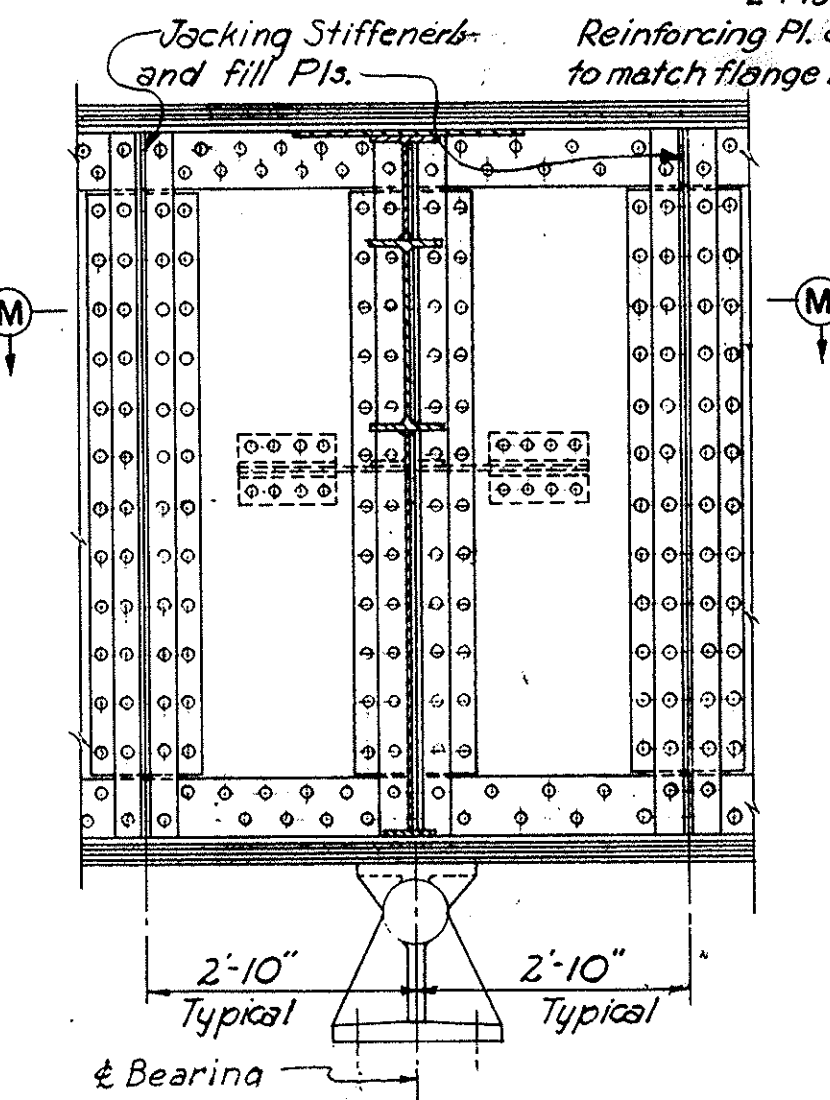 Jacking Stiffeners
and fill Pls.
Reinforcing Pl.
to match flange
M
M
2'-10"
Typical
2'-10"
Typical
℄ Bearing